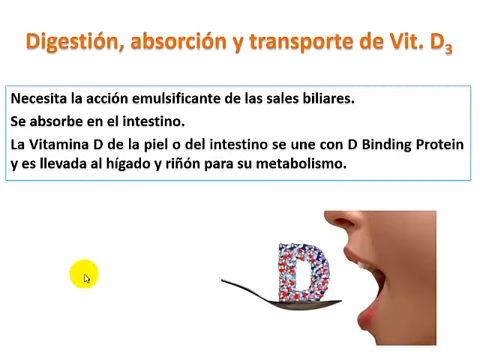 Digestión, absorción y transporte de Vit. D₃
Necesita la acción emulsificante de las sales biliares.
Se absorbe en el intestino.
La Vitamina D de la piel o del intestino se une con D Binding Protein
y es llevada al hígado y riñón para su metabolismo.
D